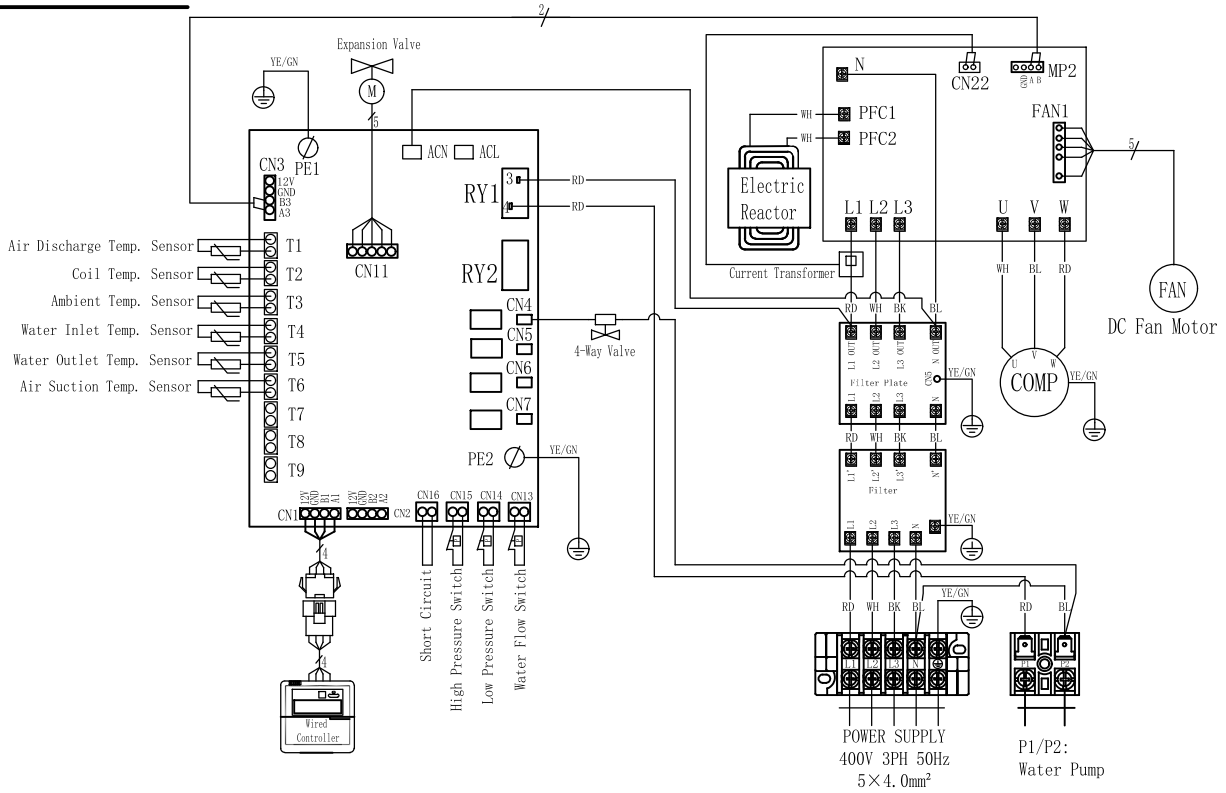 2
Expansion Valve
M
5
YE/GN
ACN
ACL
PE1
CN3
12V
GND
B3
A3
RY1
3
4
RD
RD
RY2
CN11
Air Discharge Temp. Sensor
T1
Coil Temp. Sensor
T2
Ambient Temp. Sensor
T3
Water Inlet Temp. Sensor
T4
Water Outlet Temp. Sensor
T5
Air Suction Temp. Sensor
T6
T7
T8
T9
CN4
CN5
CN6
CN7
4-Way Valve
PE2
YE/GN
CN1
12V
GND
B1
A1
12V
GND
B2
A2
CN2
CN16
CN15
CN14
CN13
Short Circuit
High Pressure Switch
Low Pressure Switch
Water Flow Switch
4
4
Wired
Controller
N
CN22
GND
A
B
MP2
FAN1
WH
PFC1
WH
PFC2
Electric
Reactor
L1
L2
L3
U
V
W
5
FAN
DC Fan Motor
Current Transformer
WH
BL
RD
U
V
W
COMP
YE/GN
RD
WH
BK
BL
L1 OUT
L2 OUT
L3 OUT
N OUT
Filter Plate
CN5
YE/GN
L1
L2
L3
N
RD
WH
BK
BL
L1'
L2'
L3'
N'
Filter
L1
L2
L3
N
YE/GN
RD
WH
BK
BL
YE/GN
RD
BL
L1
L2
L3
N
P1
P2
POWER SUPPLY
400V 3PH 50Hz
5×4.0mm²
P1/P2:
Water Pump